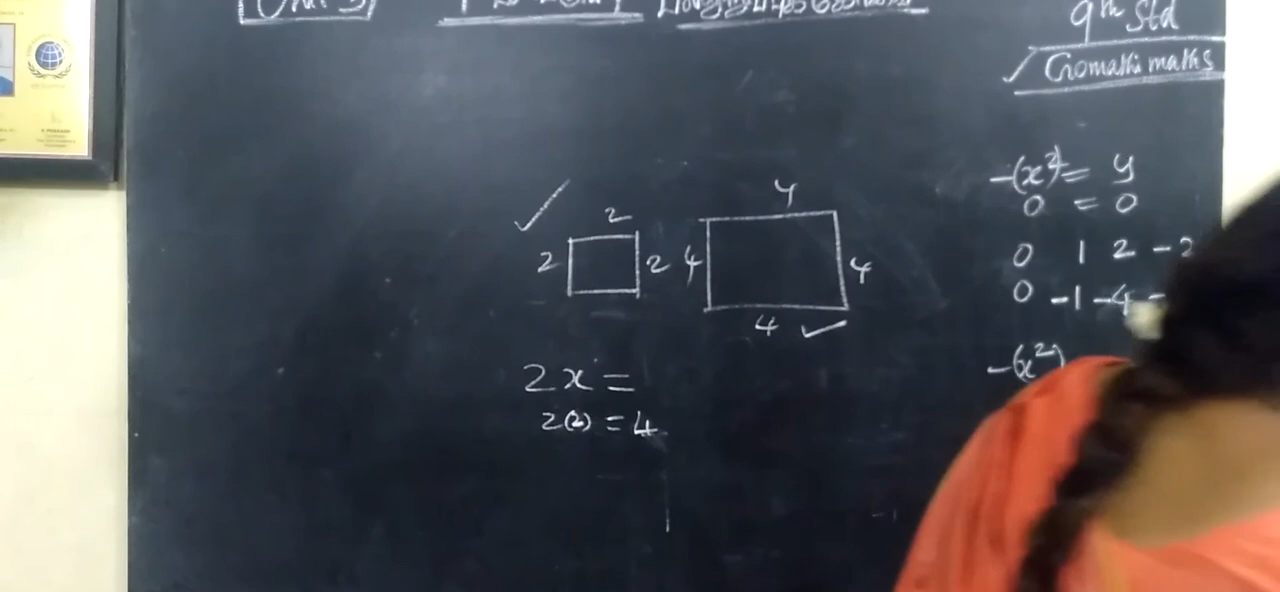 9th Std
Gomathi maths
2
2 2
4
4 4
4
2x =
2(2) = 4
-(x²) = y
0 = 0
0 1 2 -2
0 -1 -4 -
-(x²)